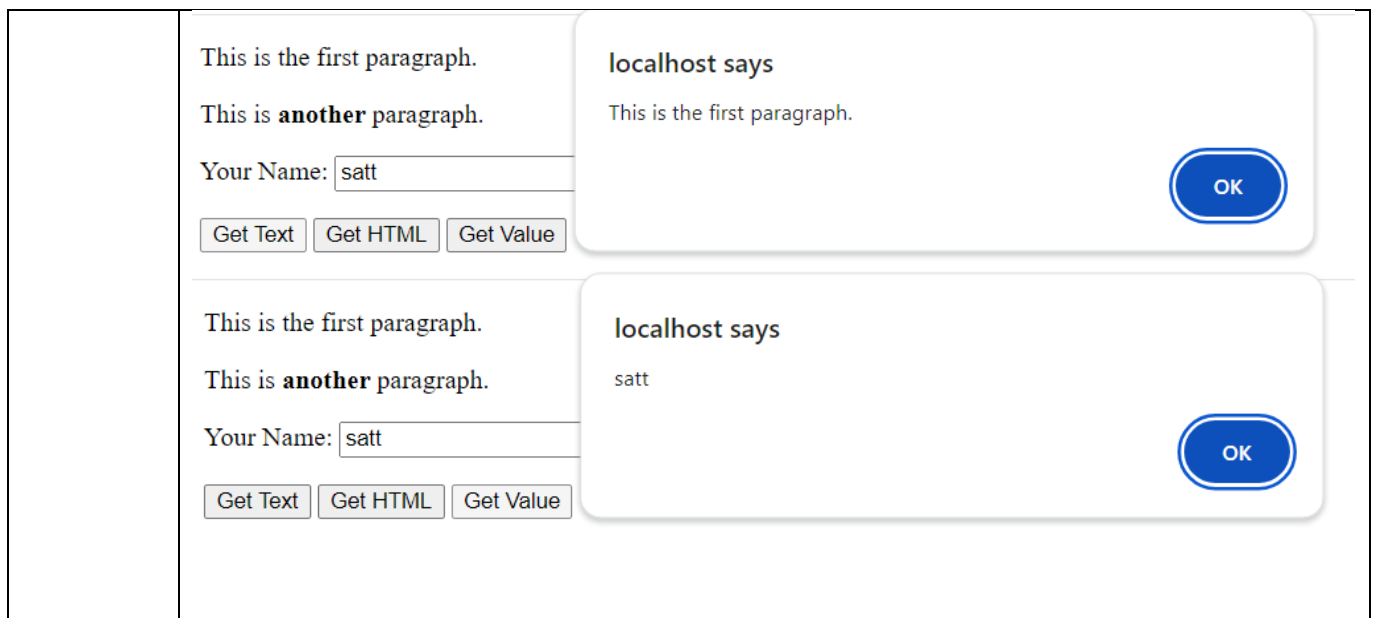 This is the first paragraph.
This is another paragraph.
Your Name: satt
Get Text Get HTML Get Value
localhost says
This is the first paragraph.
OK
This is the first paragraph.
This is another paragraph.
Your Name: satt
Get Text Get HTML Get Value
localhost says
satt
OK